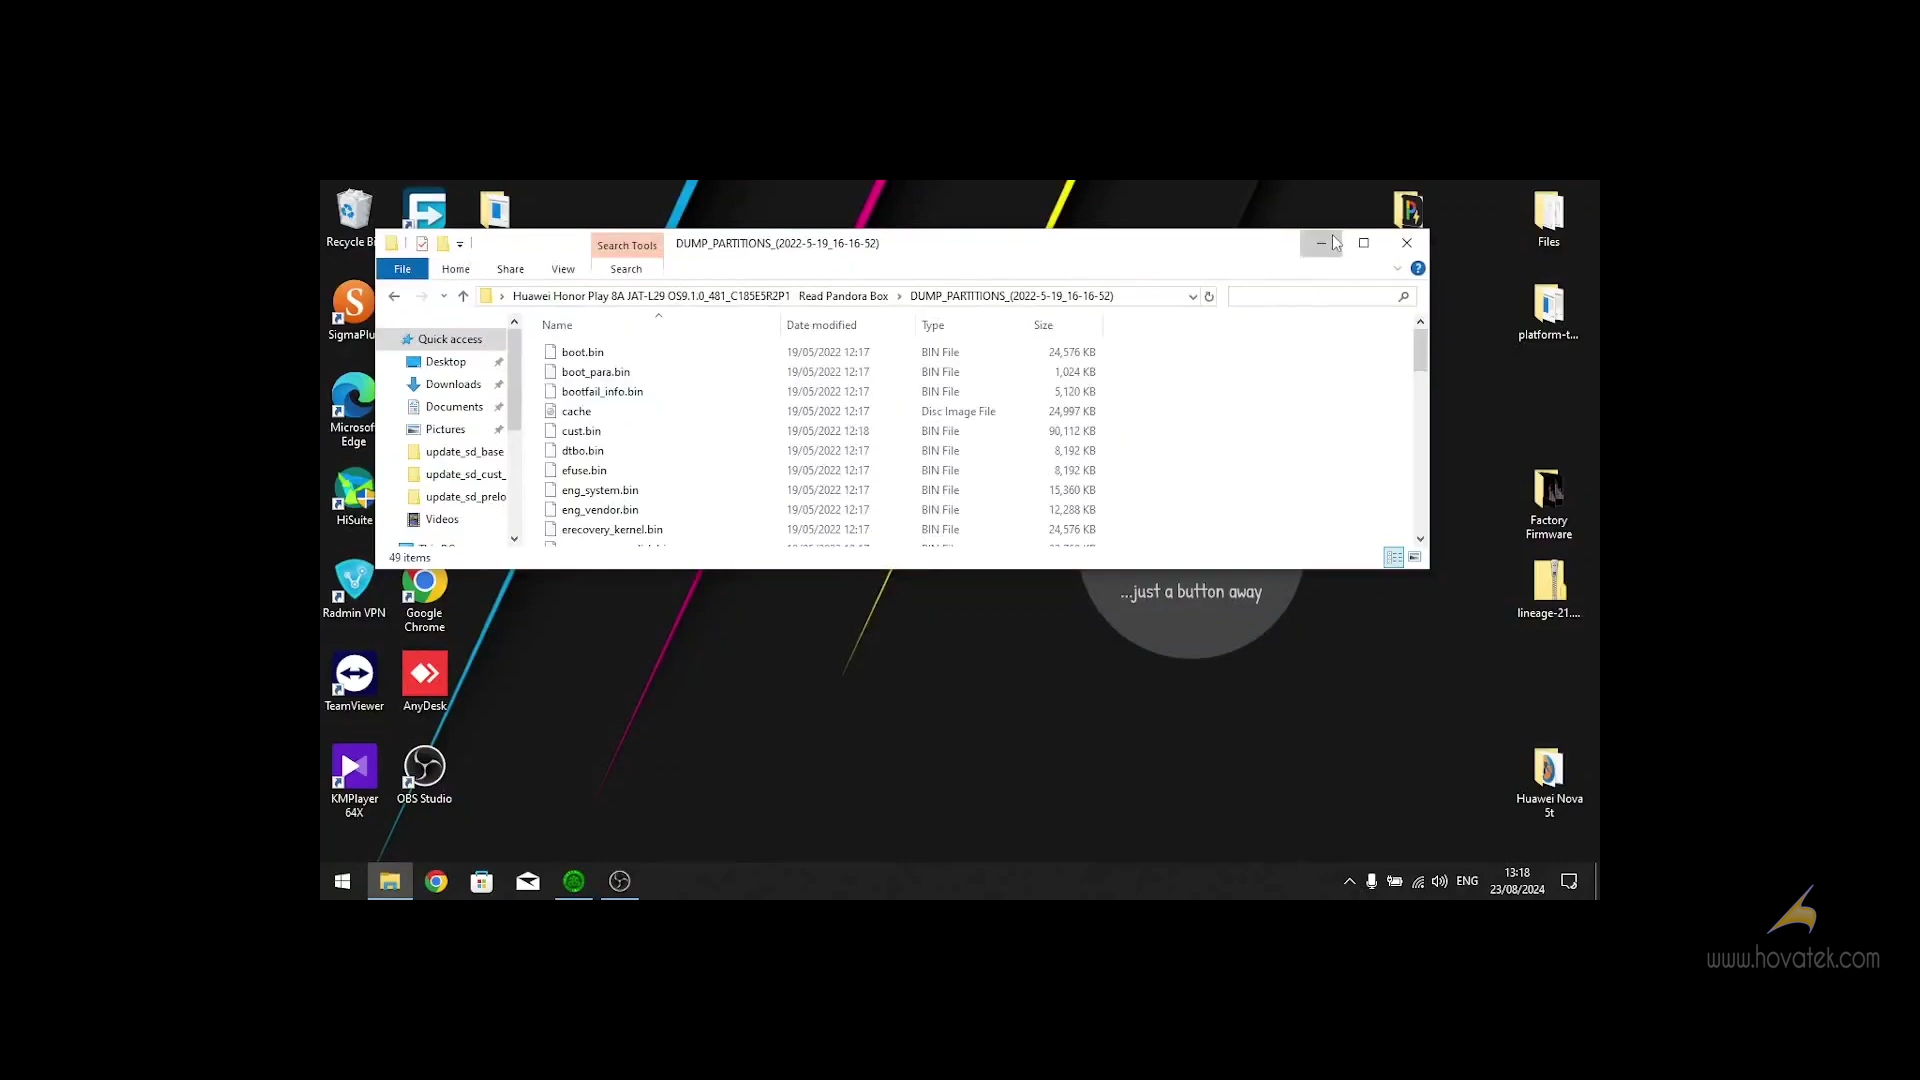 Recycle Bi
SigmaPlu
Microsof
Edge
HiSuite
Radmin VPN
Google
Chrome
TeamViewer
AnyDesk
KMPlayer
64X
OBS Studio
Search Tools
DUMP_PARTITIONS_(2022-5-19_16-16-52)
File
Home
Share
View
Search
Huawei Honor Play 8A JAT-L29 OS9.1.0_481_C185E5R2P1 Read Pandora Box > DUMP_PARTITIONS_(2022-5-19_16-16-52)
Quick access
Desktop
Downloads
Documents
Pictures
update_sd_base
update_sd_cust_
update_sd_prelo
Videos
Name Date modified Type Size
boot.bin 19/05/2022 12:17 BIN File 24,576 KB
boot_para.bin 19/05/2022 12:17 BIN File 1,024 KB
bootfail_info.bin 19/05/2022 12:17 BIN File 5,120 KB
cache 19/05/2022 12:17 Disc Image File 24,997 KB
cust.bin 19/05/2022 12:18 BIN File 90,112 KB
dtbo.bin 19/05/2022 12:17 BIN File 8,192 KB
efuse.bin 19/05/2022 12:17 BIN File 8,192 KB
eng_system.bin 19/05/2022 12:17 BIN File 15,360 KB
eng_vendor.bin 19/05/2022 12:17 BIN File 12,288 KB
erecovery_kernel.bin 19/05/2022 12:17 BIN File 24,576 KB
49 items
...just a button away
Files
platform-t...
Factory
Firmware
lineage-21....
Huawei Nova
5t
ENG
13:18
23/08/2024
www.hovatek.com